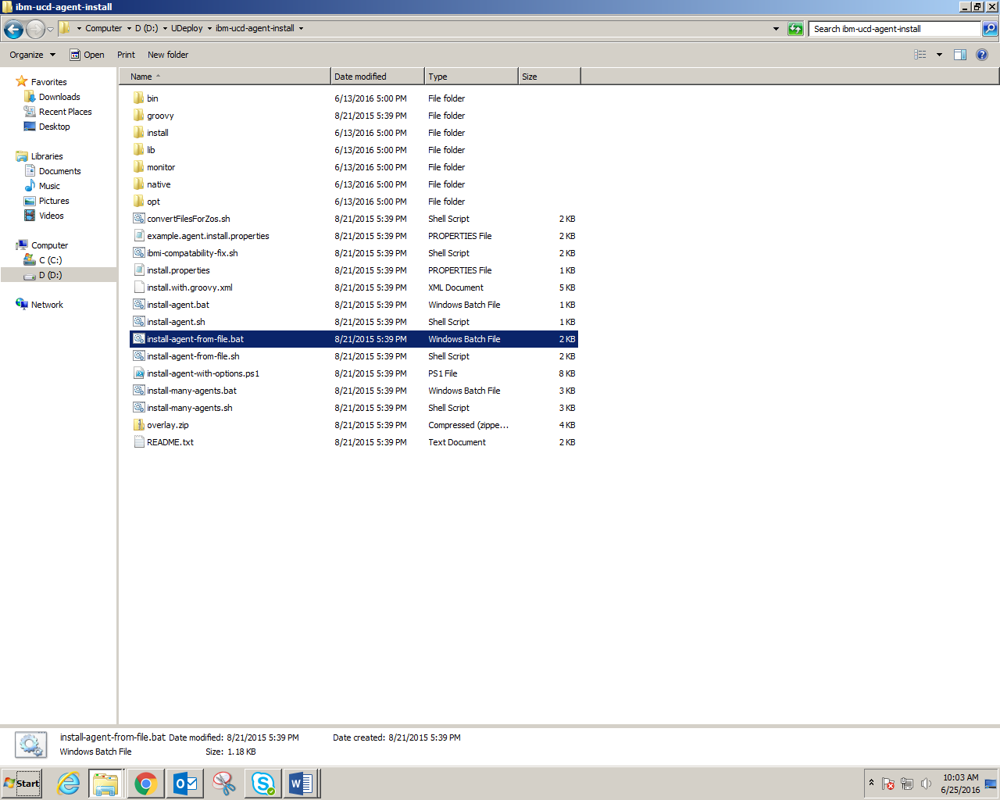 ibm-ucd-agent-install
Computer D (D:) UDeploy ibm-ucd-agent-install Search ibm-ucd-agent-install
Organize Open Print New folder
Name Date modified Type Size
Favorites
Downloads
Recent Places
Desktop
Libraries
Documents
Music
Pictures
Videos
Computer
C (C:)
D (D:)
Network
bin 6/13/2016 5:00 PM File folder
groovy 8/21/2015 5:39 PM File folder
install 6/13/2016 5:00 PM File folder
lib 6/13/2016 5:00 PM File folder
monitor 6/13/2016 5:00 PM File folder
native 6/13/2016 5:00 PM File folder
opt 6/13/2016 5:00 PM File folder
convertFilesForZos.sh 8/21/2015 5:39 PM Shell Script 2 KB
example.agent.install.properties 8/21/2015 5:39 PM PROPERTIES File 2 KB
ibmi-compatability-fix.sh 8/21/2015 5:39 PM Shell Script 2 KB
install.properties 8/21/2015 5:39 PM PROPERTIES File 1 KB
install.with.groovy.xml 8/21/2015 5:39 PM XML Document 5 KB
install-agent.bat 8/21/2015 5:39 PM Windows Batch File 1 KB
install-agent.sh 8/21/2015 5:39 PM Shell Script 1 KB
install-agent-from-file.bat 8/21/2015 5:39 PM Windows Batch File 2 KB
install-agent-from-file.sh 8/21/2015 5:39 PM Shell Script 2 KB
install-agent-with-options.ps1 8/21/2015 5:39 PM PS1 File 8 KB
install-many-agents.bat 8/21/2015 5:39 PM Windows Batch File 3 KB
install-many-agents.sh 8/21/2015 5:39 PM Shell Script 3 KB
overlay.zip 8/21/2015 5:39 PM Compressed (zippe... 4 KB
README.txt 8/21/2015 5:39 PM Text Document 2 KB
install-agent-from-file.bat Date modified: 8/21/2015 5:39 PM Date created: 8/21/2015 5:39 PM
Windows Batch File Size: 1.18 KB
Start 10:03 AM
6/25/2016